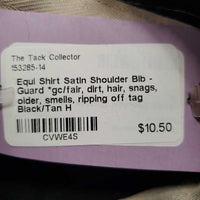 The Tack Collector
153285-14
Equi Shirt Satin Shoulder Bib -
Guard *gc/fair, dirt, hair, snags,
older, smells, ripping off tag
Black/Tan H
$10.50
CVWE4S